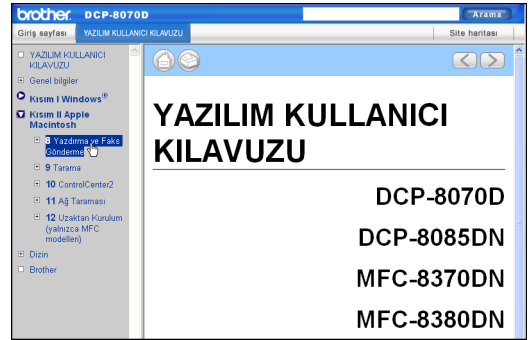 brother. DCP-8070D
Arama
Giriş sayfası YAZILIM KULLANICI KILAVUZU
Site haritası
YAZILIM KULLANICI
KILAVUZU
Genel bilgiler
Kısım I Windows®
Kısım II Apple
Macintosh
8 Yazdırma ve Faks
Gönderme
9 Tarama
10 ControlCenter2
11 Ağ Taraması
12 Uzaktan Kurulum
(yalnızca MFC
modelleri)
Dizin
Brother
YAZILIM KULLANICI
KILAVUZU
DCP-8070D
DCP-8085DN
MFC-8370DN
MFC-8380DN